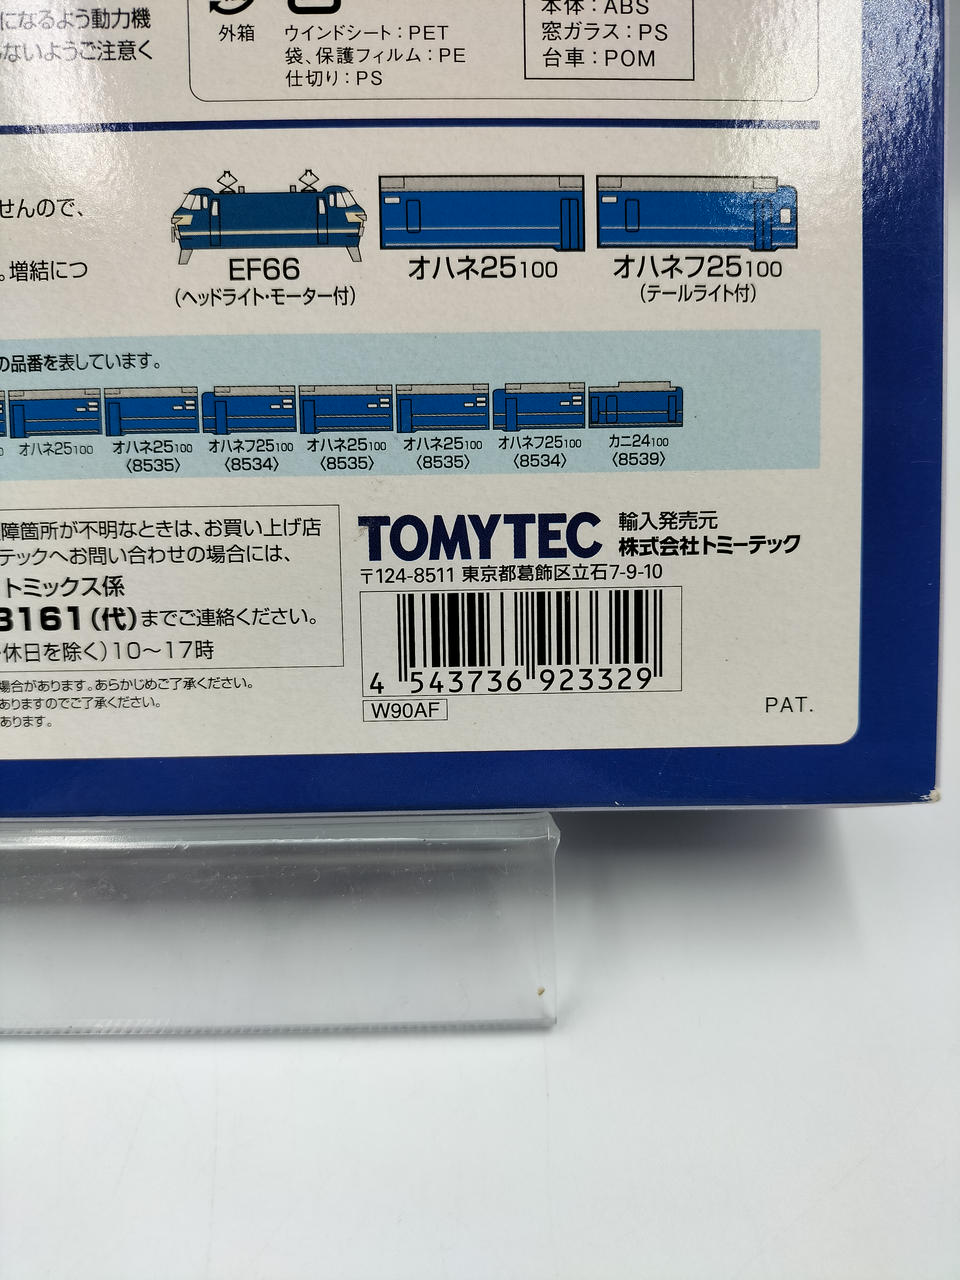 になるよう動力機
ないようご注意く
外箱
ウインドシート:PET
袋、保護フィルム:PE
仕切り:PS
本体:ABS
窓ガラス:PS
台車:POM
せんので、
。増結につ
EF66
(ヘッドライト・モーター付)
オハネ25100
オハネフ25100
(テールライト付)
の品番を表しています。
オハネ25100
オハネ25100
〈8535〉
オハネフ25100
〈8534〉
オハネ25100
〈8535〉
オハネ25100
〈8535〉
オハネフ25100
〈8534〉
カニ24100
〈8539〉
障箇所が不明なときは、お買い上げ店
テックへお問い合わせの場合には、
トミックス係
3161(代)までご連絡ください。
休日を除く)10〜17時
場合があります。あらかじめご了承ください。
ありますのでご了承ください。
あります。
TOMYTEC
輸入発売元
株式会社トミーテック
〒124-8511 東京都葛飾区立石7-9-10
4 543736 923329
W90AF
PAT.